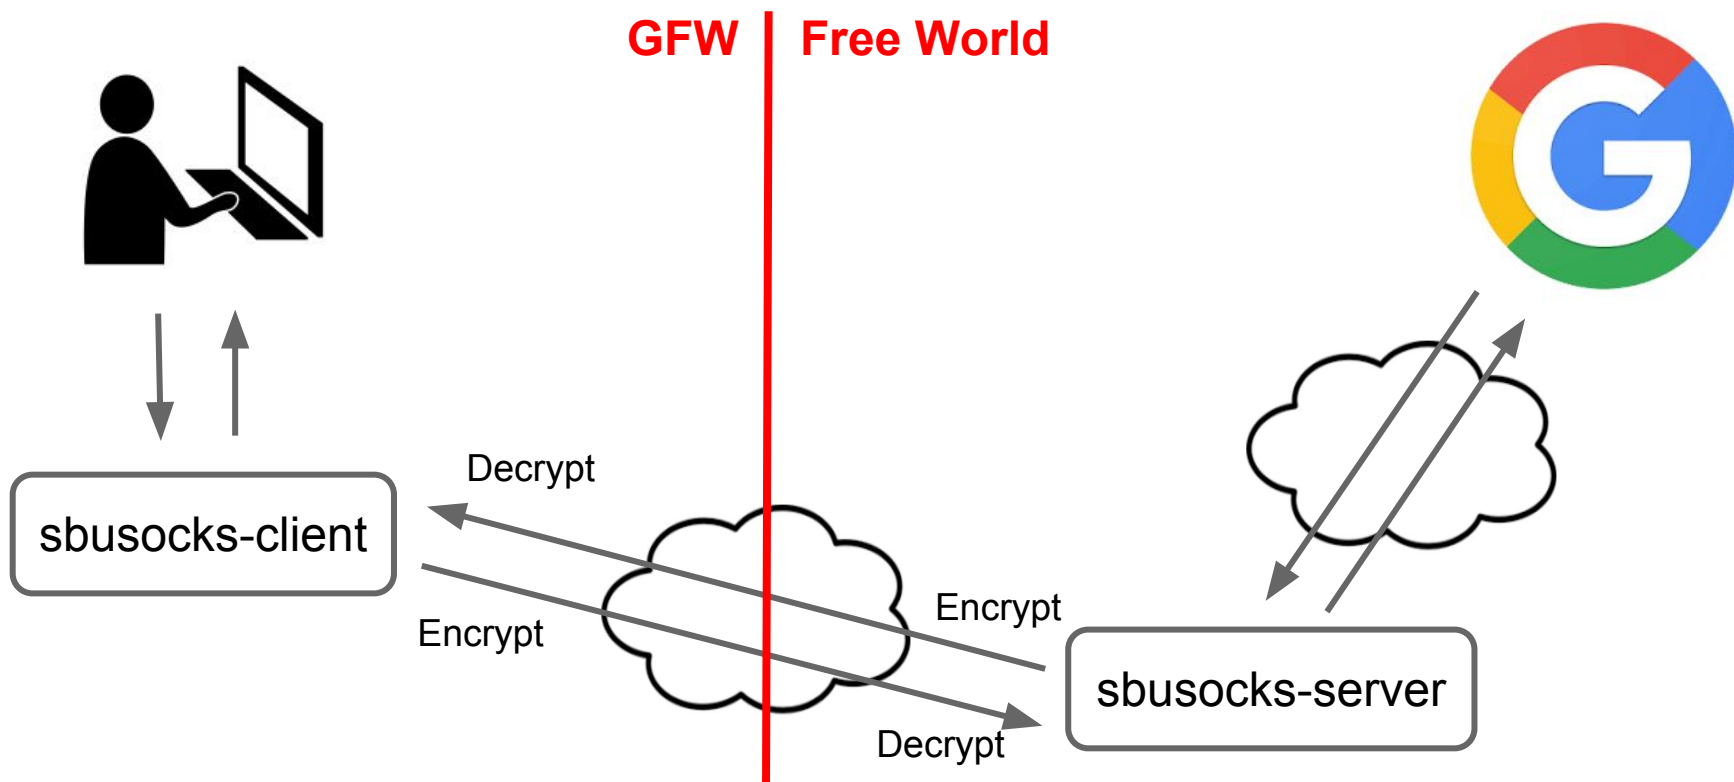 GFW
Free World
Decrypt
sbusocks-client
Encrypt
Encrypt
sbusocks-server
Decrypt